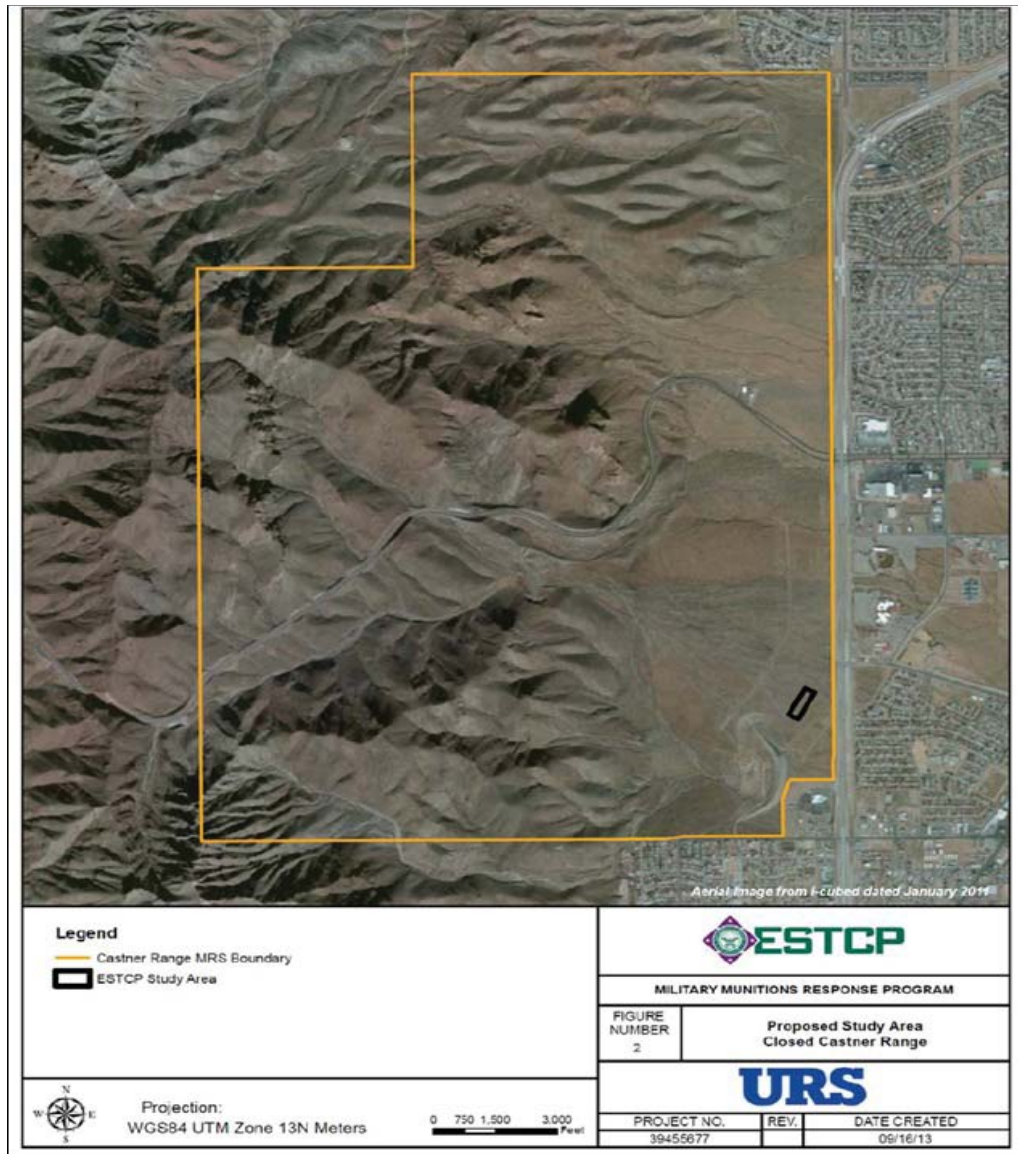 Aerial Image from I-cubed dated January 2011
Legend
Castner Range MRS Boundary
ESTCP Study Area
ESTCP
MILITARY MUNITIONS RESPONSE PROGRAM
FIGURE
NUMBER
2
Proposed Study Area
Closed Castner Range
URS
N
W
E
S
Projection:
WGS84 UTM Zone 13N Meters
0 750 1,500 3,000
Feet
PROJECT NO.
39455677
REV.
DATE CREATED
09/16/13